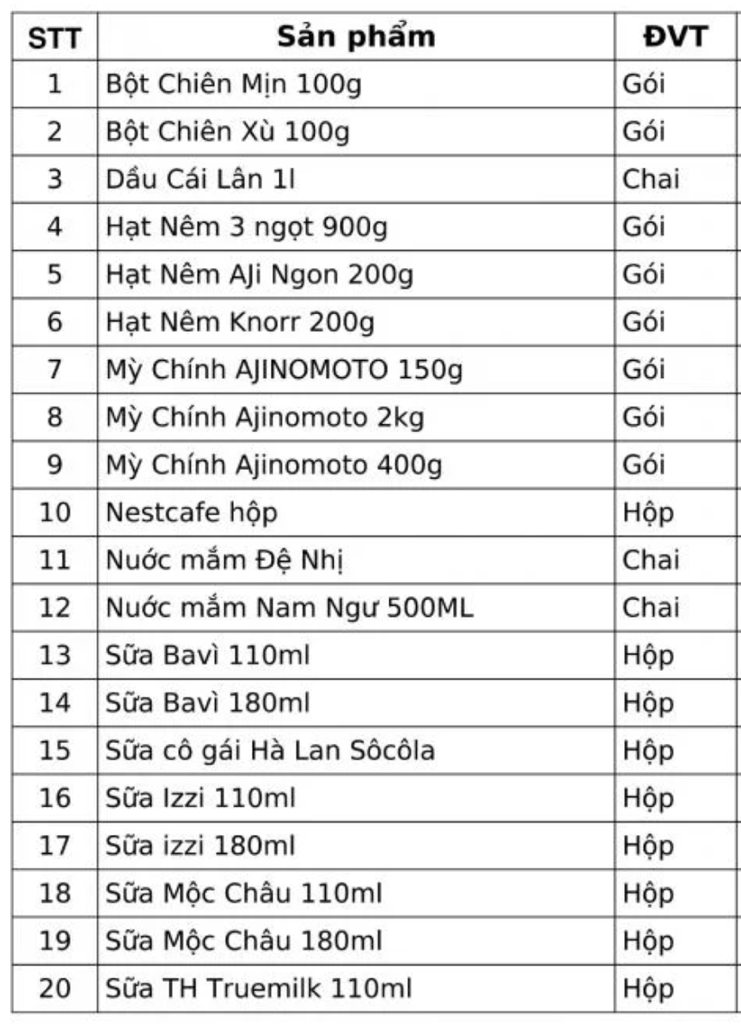 STT Sản phẩm ĐVT
1 Bột Chiên Mịn 100g Gói
2 Bột Chiên Xù 100g Gói
3 Dầu Cái Lân 1l Chai
4 Hạt Nêm 3 ngọt 900g Gói
5 Hạt Nêm AJi Ngon 200g Gói
6 Hạt Nêm Knorr 200g Gói
7 Mỳ Chính AJINOMOTO 150g Gói
8 Mỳ Chính Ajinomoto 2kg Gói
9 Mỳ Chính Ajinomoto 400g Gói
10 Nestcafe hộp Hộp
11 Nuớc mắm Đệ Nhị Chai
12 Nuớc mắm Nam Ngư 500ML Chai
13 Sữa Bavì 110ml Hộp
14 Sữa Bavì 180ml Hộp
15 Sữa cô gái Hà Lan Sôcôla Hộp
16 Sữa Izzi 110ml Hộp
17 Sữa izzi 180ml Hộp
18 Sữa Mộc Châu 110ml Hộp
19 Sữa Mộc Châu 180ml Hộp
20 Sữa TH Truemilk 110ml Hộp